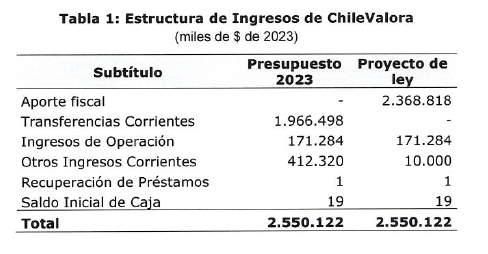 Tabla 1: Estructura de Ingresos de ChileValora
(miles de $ de 2023)
Subtítulo Presupuesto 2023 Proyecto de ley
Aporte fiscal - 2.368.818
Transferencias Corrientes 1.966.498 -
Ingresos de Operación 171.284 171.284
Otros Ingresos Corrientes 412.320 10.000
Recuperación de Préstamos 1 1
Saldo Inicial de Caja 19 19
Total 2.550.122 2.550.122